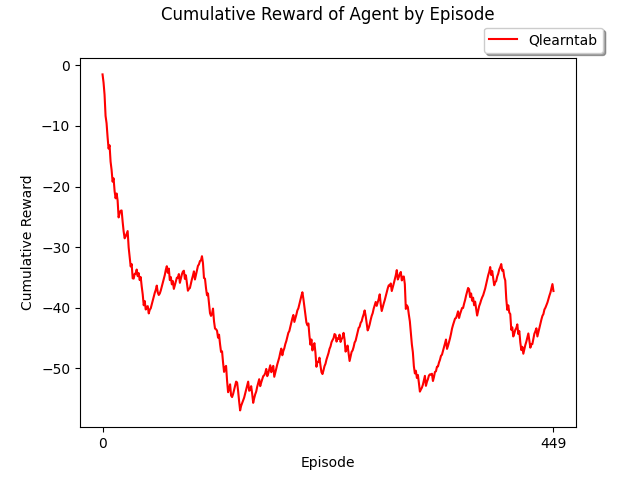 Cumulative Reward of Agent by Episode
Qlearntab
0
−10
−20
−30
−40
−50
Cumulative Reward
0
449
Episode